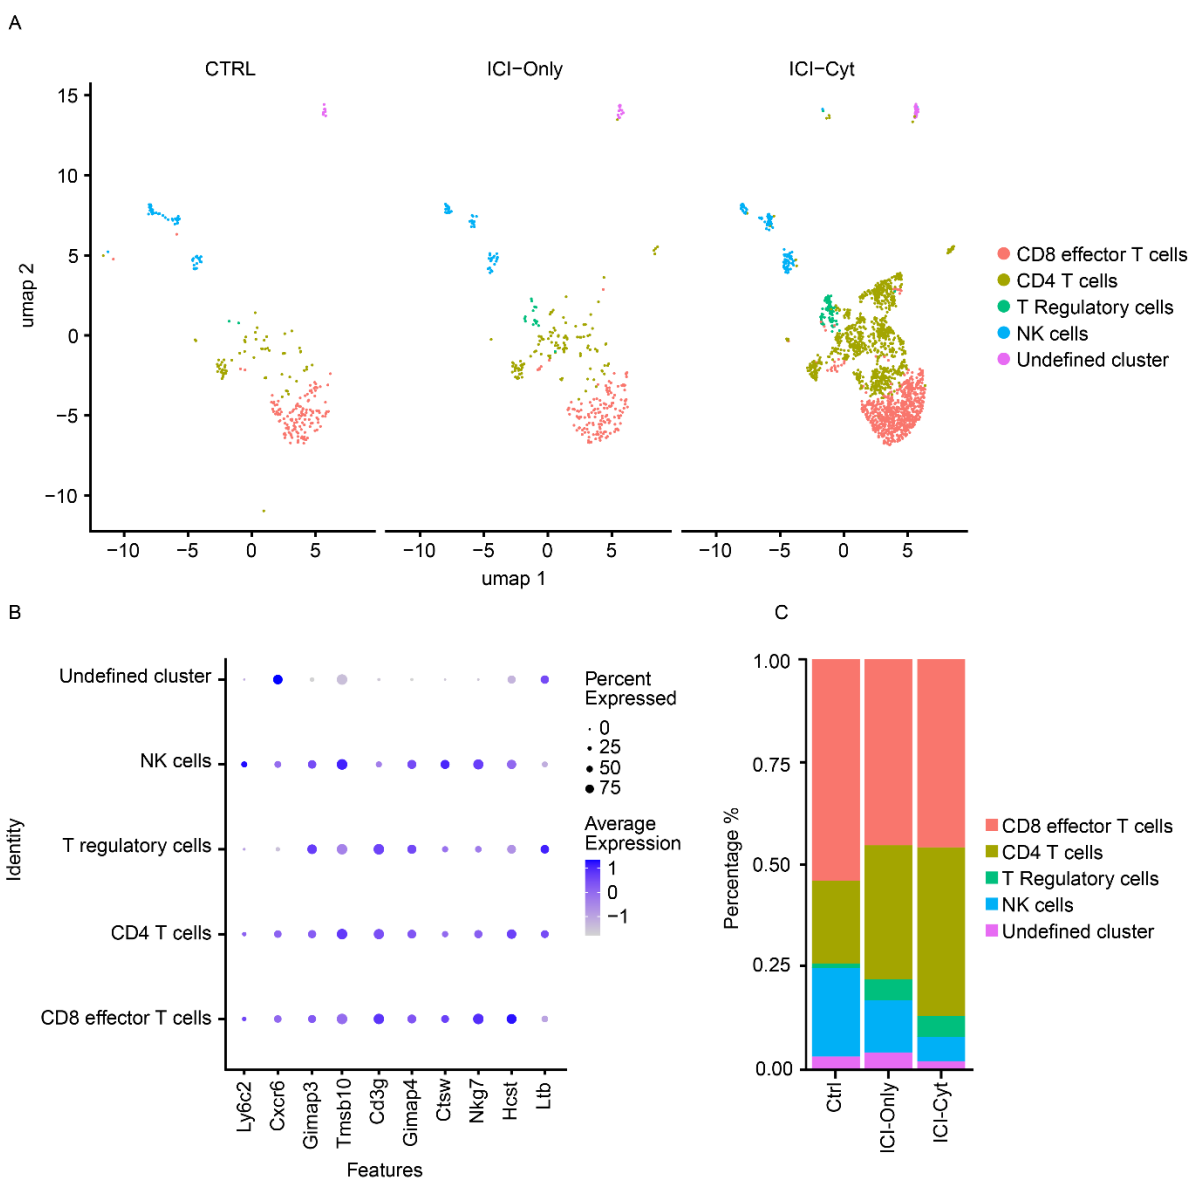 A
CTRL
ICI−Only
ICI−Cyt
15
10
5
0
−5
−10
umap 2
−10
−5
0
5
−10
−5
0
5
−10
−5
0
5
umap 1
CD8 effector T cells
CD4 T cells
T Regulatory cells
NK cells
Undefined cluster
B
Undefined cluster
NK cells
T regulatory cells
CD4 T cells
CD8 effector T cells
Identity
Ly6c2
Cxcr6
Gimap3
Tmsb10
Cd3g
Gimap4
Ctsw
Nkg7
Hcst
Ltb
Features
Percent
Expressed
0
25
50
75
Average
Expression
1
0
−1
C
1.00
0.75
0.50
0.25
0.00
Percentage %
Ctrl
ICI-Only
ICI-Cyt
CD8 effector T cells
CD4 T cells
T Regulatory cells
NK cells
Undefined cluster